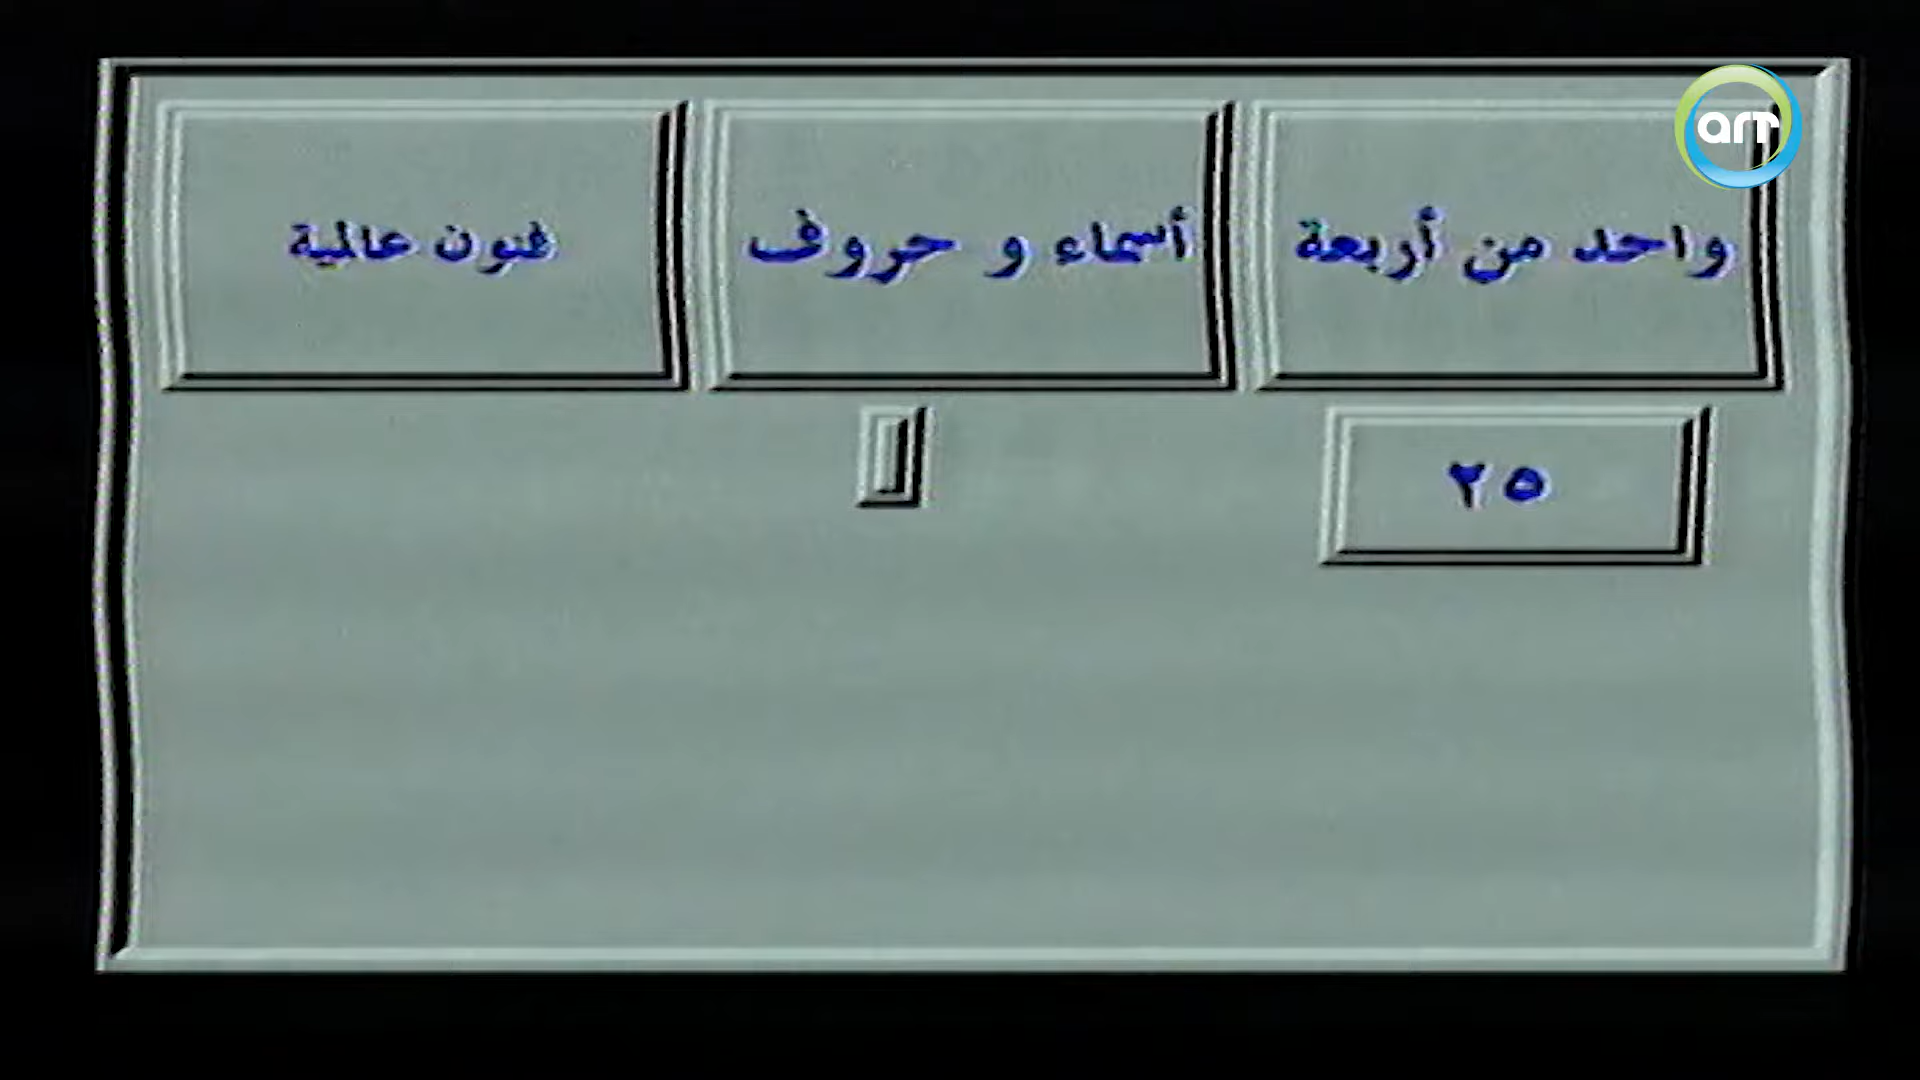 art
واحد من أربعة
أسماء و حروف
فنون عالمية
٢٥